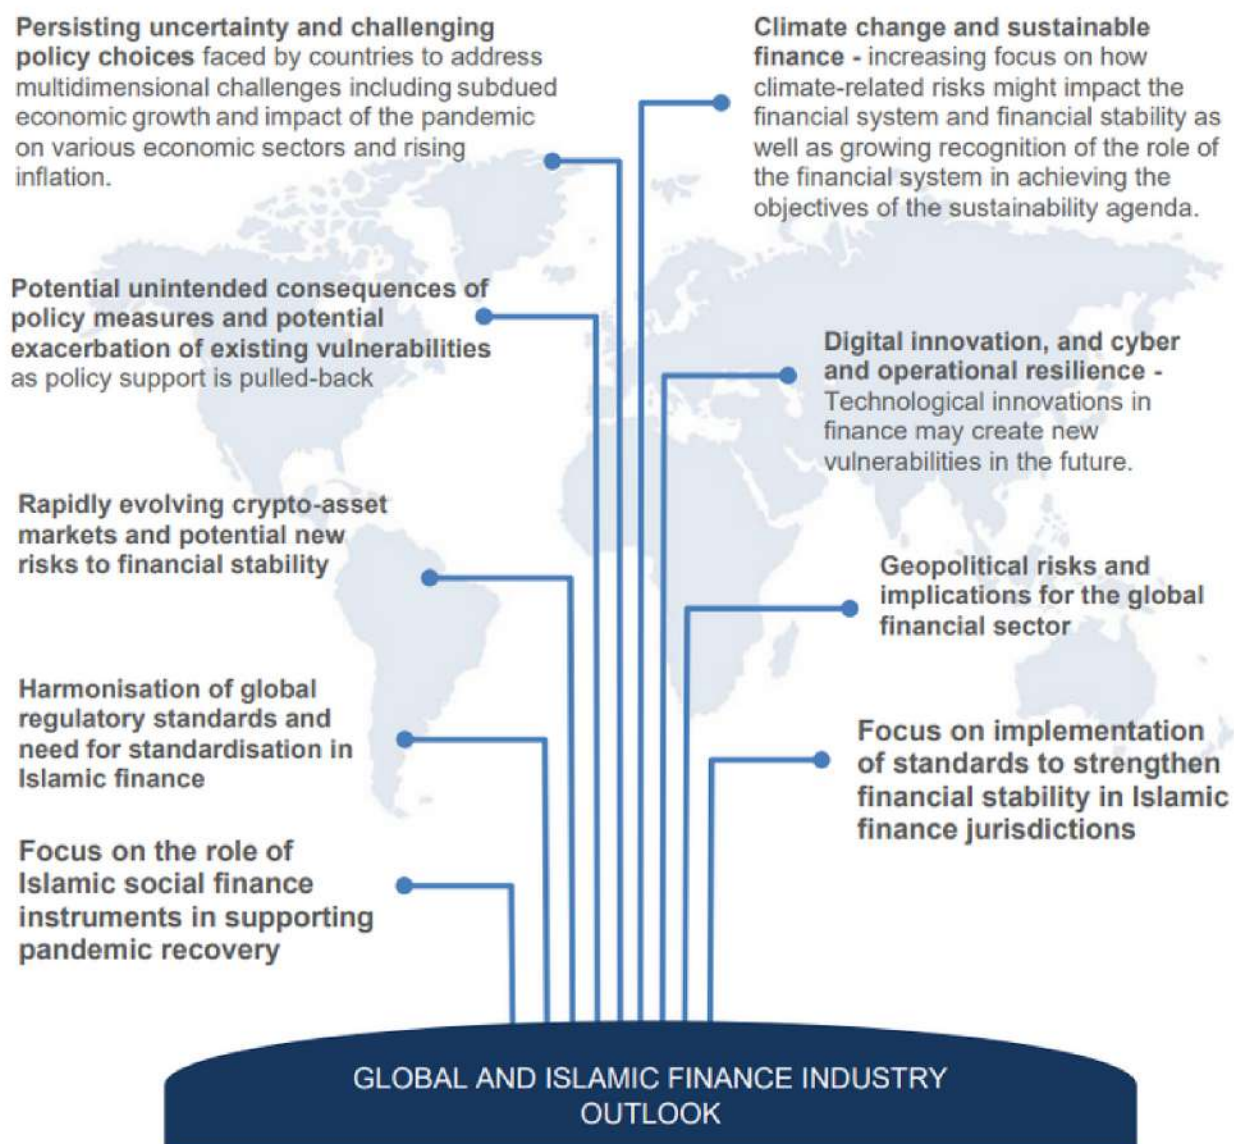 Persisting uncertainty and challenging
policy choices faced by countries to address
multidimensional challenges including subdued
economic growth and impact of the pandemic
on various economic sectors and rising
inflation.
Potential unintended consequences of
policy measures and potential
exacerbation of existing vulnerabilities
as policy support is pulled-back
Rapidly evolving crypto-asset
markets and potential new
risks to financial stability
Harmonisation of global
regulatory standards and
need for standardisation in
Islamic finance
Focus on the role of
Islamic social finance
instruments in supporting
pandemic recovery
Climate change and sustainable
finance - increasing focus on how
climate-related risks might impact the
financial system and financial stability as
well as growing recognition of the role of
the financial system in achieving the
objectives of the sustainability agenda.
Digital innovation, and cyber
and operational resilience -
Technological innovations in
finance may create new
vulnerabilities in the future.
Geopolitical risks and
implications for the global
financial sector
Focus on implementation
of standards to strengthen
financial stability in Islamic
finance jurisdictions
GLOBAL AND ISLAMIC FINANCE INDUSTRY
OUTLOOK